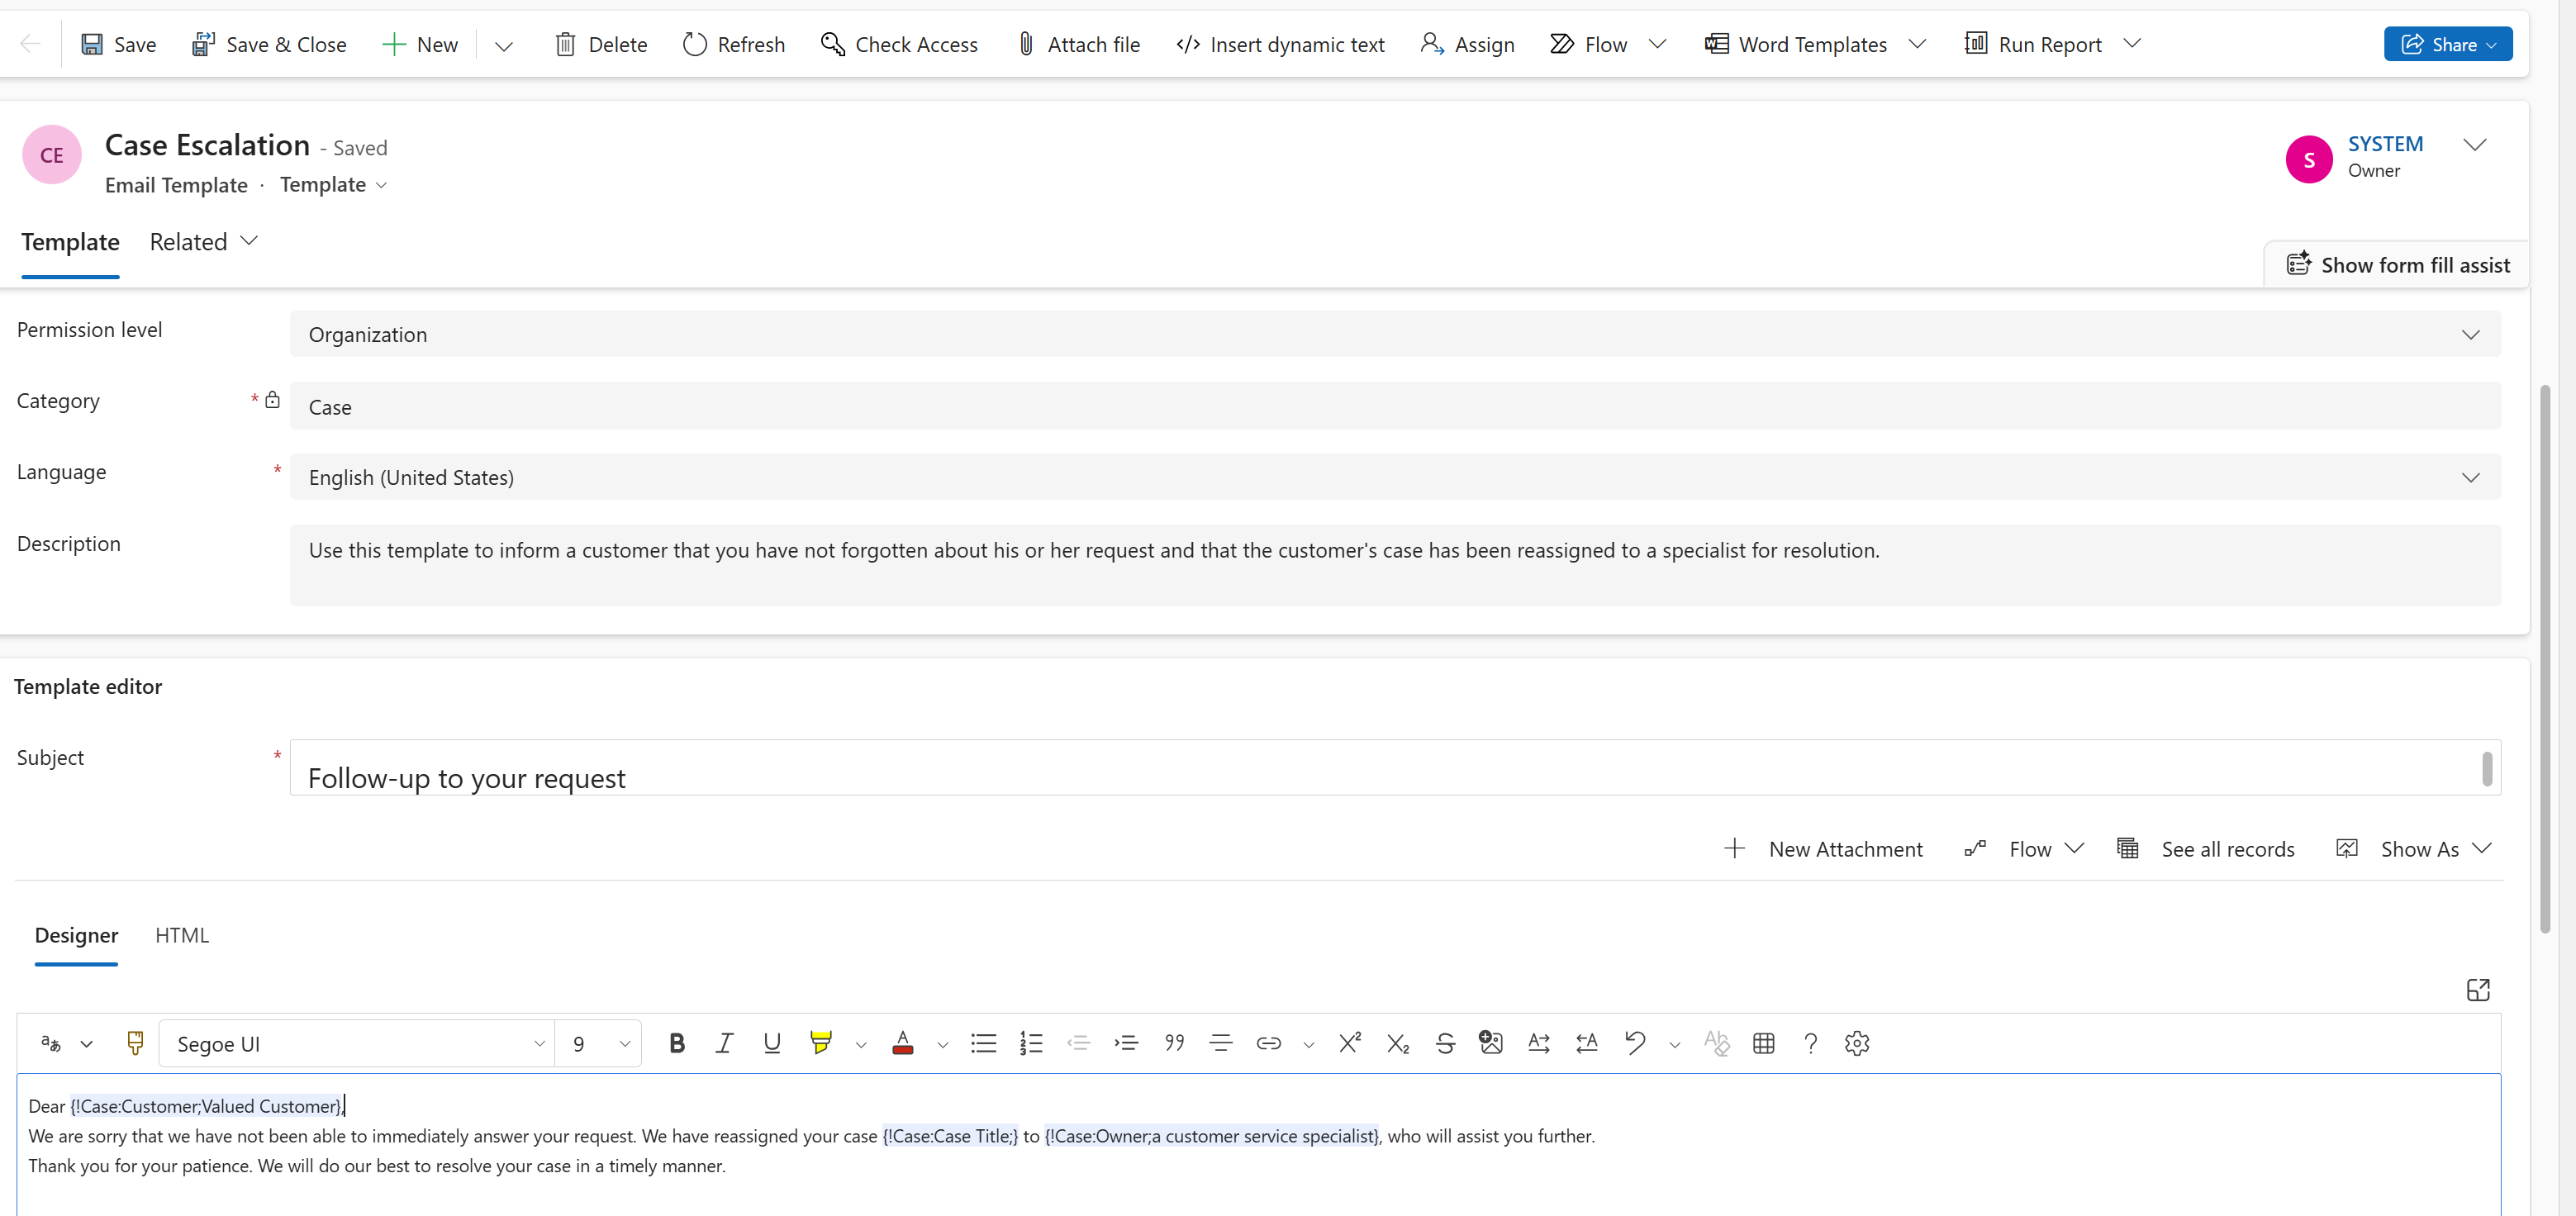 Save Save & Close New Delete Refresh Check Access Attach file Insert dynamic text Assign Flow Word Templates Run Report Share
CE Case Escalation - Saved
Email Template · Template
S SYSTEM
Owner
Template Related
Show form fill assist
Permission level Organization
Category * Case
Language * English (United States)
Description Use this template to inform a customer that you have not forgotten about his or her request and that the customer's case has been reassigned to a specialist for resolution.
Template editor
Subject * Follow-up to your request
New Attachment Flow See all records Show As
Designer HTML
Segoe UI 9
Dear {!Case:Customer;Valued Customer},
We are sorry that we have not been able to immediately answer your request. We have reassigned your case {!Case:Case Title;} to {!Case:Owner;a customer service specialist}, who will assist you further.
Thank you for your patience. We will do our best to resolve your case in a timely manner.